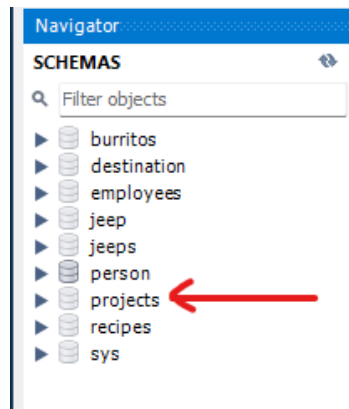 Navigator
SCHEMAS
Filter objects
burritos
destination
employees
jeep
jeeps
person
projects
recipes
sys